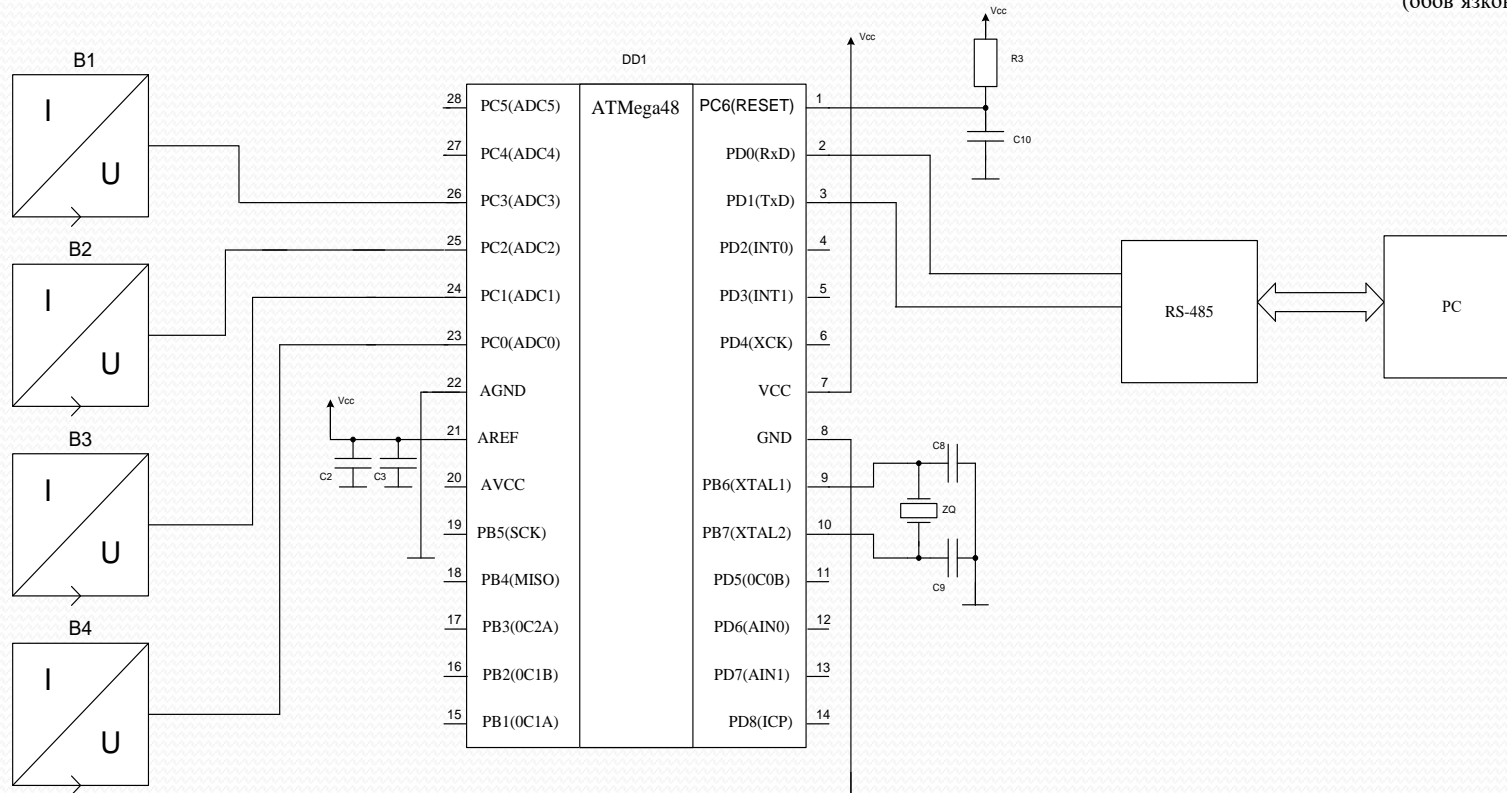 (обов'язков
B1
I
U
B2
I
U
B3
I
U
B4
I
U
DD1
ATMega48
28 PC5(ADC5)
27 PC4(ADC4)
26 PC3(ADC3)
25 PC2(ADC2)
24 PC1(ADC1)
23 PC0(ADC0)
22 AGND
21 AREF
20 AVCC
19 PB5(SCK)
18 PB4(MISO)
17 PB3(0C2A)
16 PB2(0C1B)
15 PB1(0C1A)
PC6(RESET) 1
PD0(RxD) 2
PD1(TxD) 3
PD2(INT0) 4
PD3(INT1) 5
PD4(XCK) 6
VCC 7
GND 8
PB6(XTAL1) 9
PB7(XTAL2) 10
PD5(0C0B) 11
PD6(AIN0) 12
PD7(AIN1) 13
PD8(ICP) 14
Vcc
C2
C3
Vcc
Vcc
R3
C10
C8
ZQ
C9
RS-485
PC